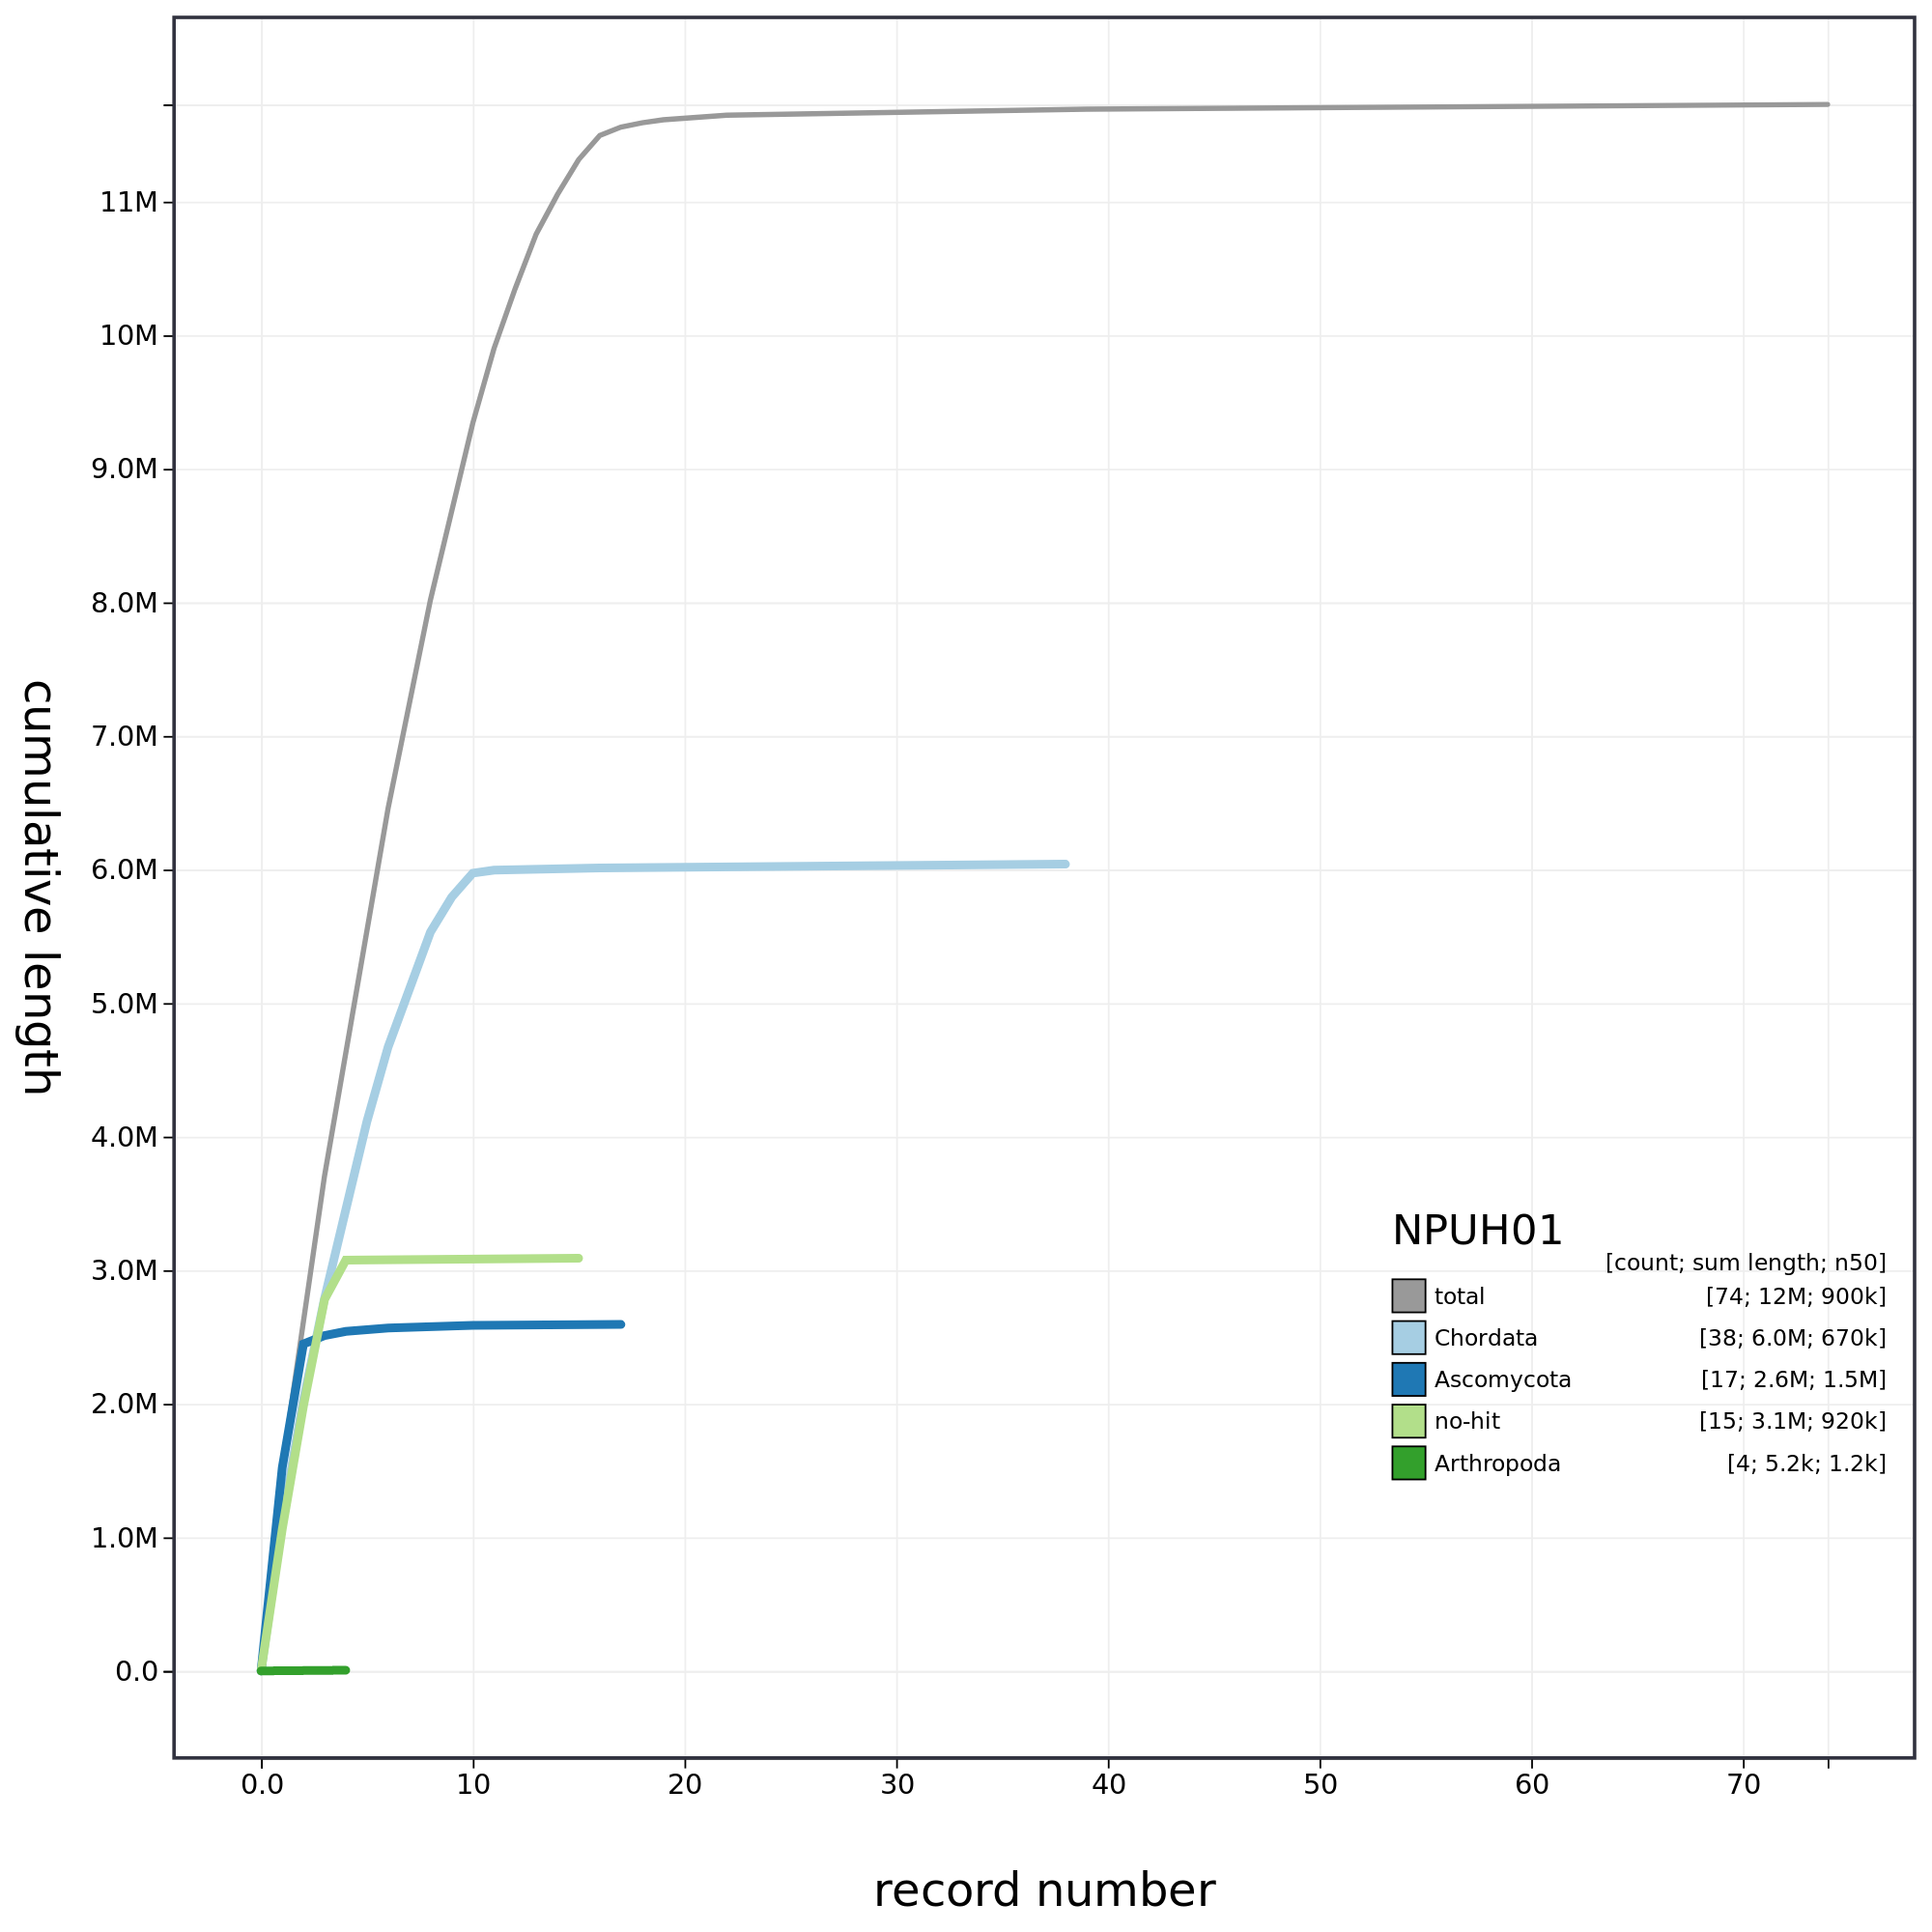 11M
10M
9.0M
8.0M
7.0M
6.0M
5.0M
4.0M
3.0M
2.0M
1.0M
0.0
cumulative length
0.0 10 20 30 40 50 60 70
record number
NPUH01
[count; sum length; n50]
total [74; 12M; 900k]
Chordata [38; 6.0M; 670k]
Ascomycota [17; 2.6M; 1.5M]
no-hit [15; 3.1M; 920k]
Arthropoda [4; 5.2k; 1.2k]